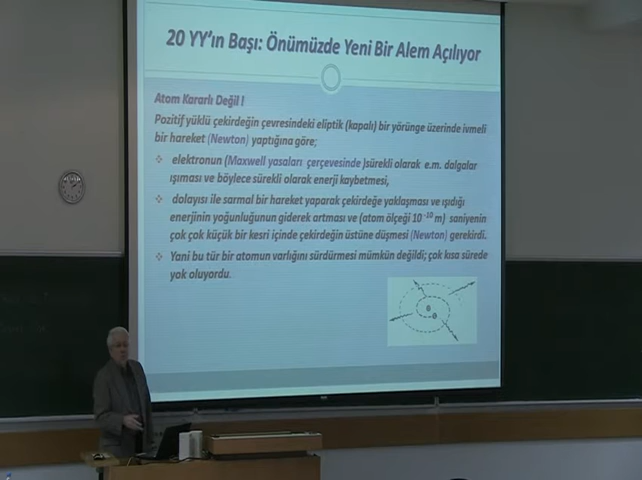 20 YY'ın Başı: Önümüzde Yeni Bir Alem Açılıyor
Atom Kararlı Değil !
Pozitif yüklü çekirdeğin çevresindeki eliptik (kapalı) bir yörünge üzerinde ivmeli
bir hareket (Newton) yaptığına göre;
❖ elektronun (Maxwell yasaları çerçevesinde )sürekli olarak e.m. dalgalar
ışıması ve böylece sürekli olarak enerji kaybetmesi,
❖ dolayısı ile sarmal bir hareket yaparak çekirdeğe yaklaşması ve ışıdığı
enerjinin yoğunluğunun giderek artması ve (atom ölçeği 10⁻¹⁰ m) saniyenin
çok çok küçük bir kesri içinde çekirdeğin üstüne düşmesi (Newton) gerekirdi.
❖ Yani bu tür bir atomun varlığını sürdürmesi mümkün değildi; çok kısa sürede
yok oluyordu.